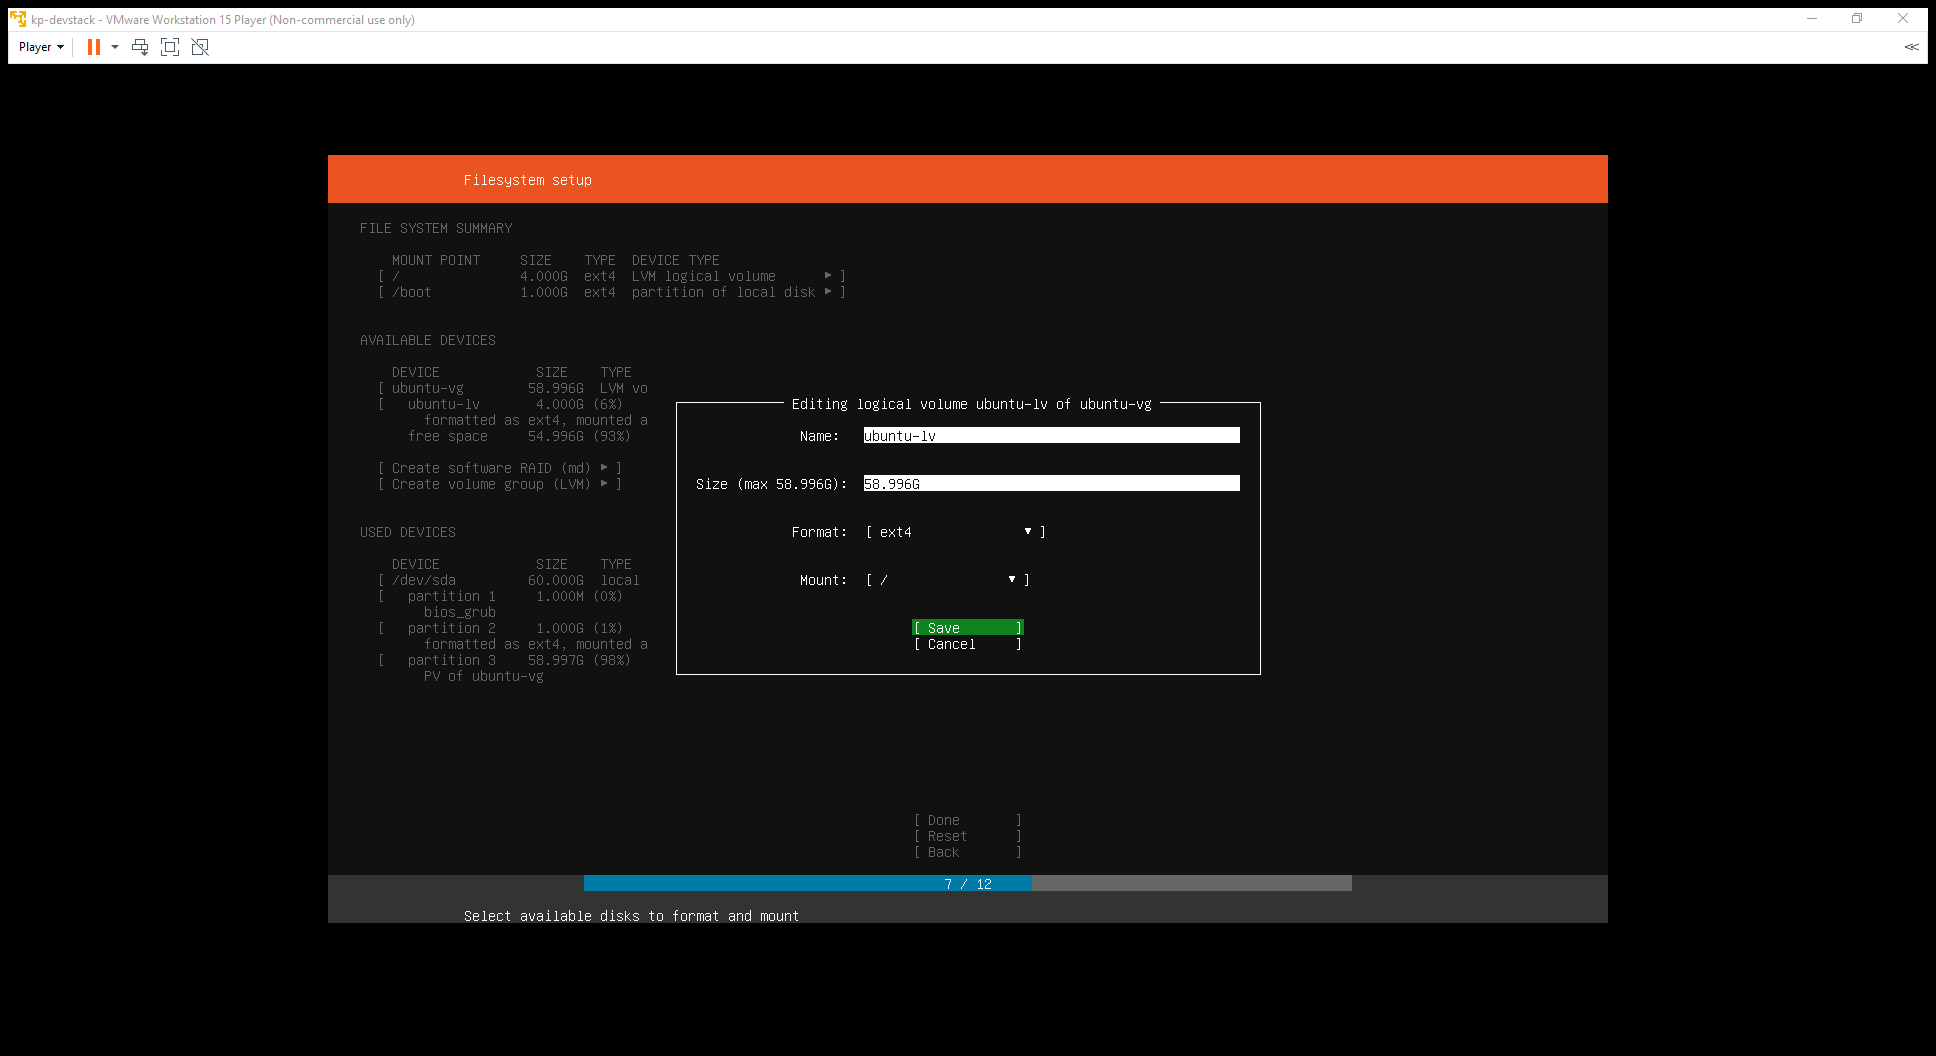 kp-devstack - VMware Workstation 15 Player (Non-commercial use only)
Player
Filesystem setup
FILE SYSTEM SUMMARY
MOUNT POINT SIZE TYPE DEVICE TYPE
[ / 4.000G ext4 LVM logical volume ▸ ]
[ /boot 1.000G ext4 partition of local disk ▸ ]
AVAILABLE DEVICES
DEVICE SIZE TYPE
[ ubuntu-vg 58.996G LVM vo
[ ubuntu-lv 4.000G (6%)
formatted as ext4, mounted a
free space 54.996G (93%)
[ Create software RAID (md) ▸ ]
[ Create volume group (LVM) ▸ ]
USED DEVICES
DEVICE SIZE TYPE
[ /dev/sda 60.000G local
[ partition 1 1.000M (0%)
bios_grub
[ partition 2 1.000G (1%)
formatted as ext4, mounted a
[ partition 3 58.997G (98%)
PV of ubuntu-vg
Editing logical volume ubuntu-lv of ubuntu-vg
Name: ubuntu-lv
Size (max 58.996G): 58.996G
Format: [ ext4 ▾ ]
Mount: [ / ▾ ]
[ Save ]
[ Cancel ]
[ Done ]
[ Reset ]
[ Back ]
7 / 12
Select available disks to format and mount